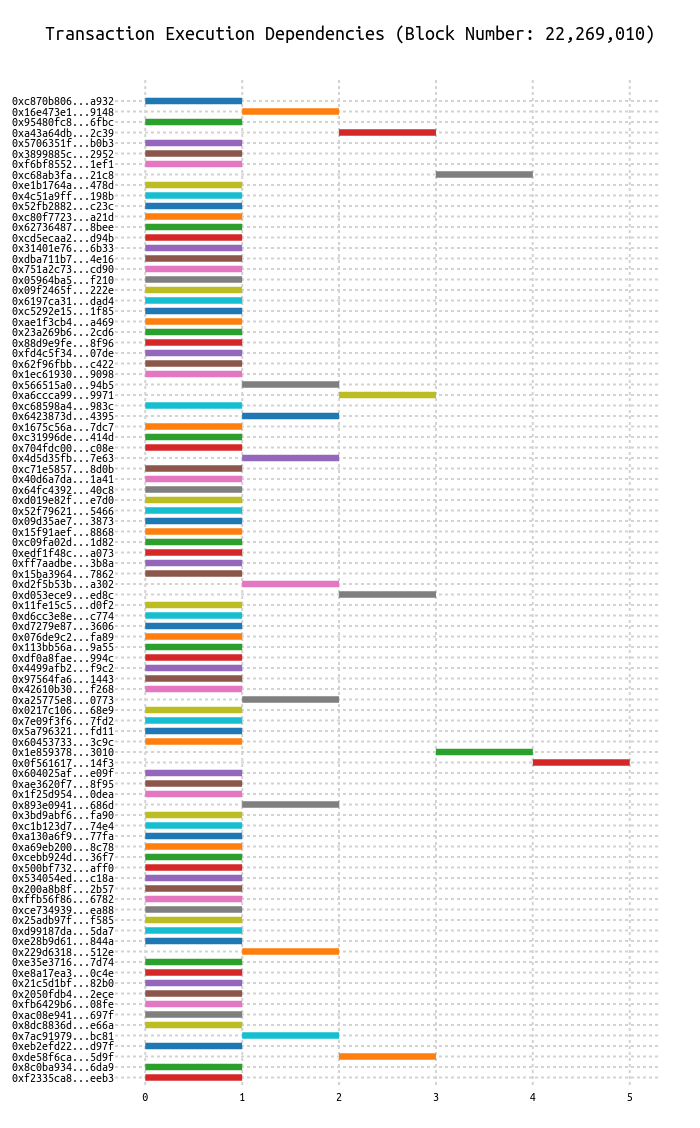 Transaction Execution Dependencies (Block Number: 22,269,010)
0xc870b806...a932
0x16e473e1...9148
0x95480fc8...6fbc
0xa43a64db...2c39
0x5706351f...b0b3
0x3899885c...2952
0xf6bf8552...1ef1
0xc68ab3fa...21c8
0xe1b1764a...478d
0x4c51a9ff...198b
0x52fb2882...c23c
0xc80f7723...a21d
0x62736487...8bee
0xcd5ecaa2...d94b
0x31401e76...6b33
0xdba711b7...4e16
0x751a2c73...cd90
0x05964ba5...f210
0x09f2465f...222e
0x6197ca31...dad4
0xc5292e15...1f85
0xae1f3cb4...a469
0x23a269b6...2cd6
0x88d9e9fe...8f96
0xfd4c5f34...07de
0x62f96fbb...c422
0x1ec61930...9098
0x566515a0...94b5
0xa6ccca99...9971
0xc68598a4...983c
0x6423873d...4395
0x1675c56a...7dc7
0xc31996de...414d
0x704fdc00...c08e
0x4d5d35fb...7e63
0xc71e5857...8d0b
0x40d6a7da...1a41
0x64fc4392...40c8
0xd019e82f...e7d0
0x52f79621...5466
0x09d35ae7...3873
0x15f91aef...8868
0xc09fa02d...1d82
0xedf1f48c...a073
0xff7aadbe...3b8a
0x15ba3964...7862
0xd2f5b53b...a302
0xd053ece9...ed8c
0x11fe15c5...d0f2
0xd6cc3e8e...c774
0xd7279e87...3606
0x076de9c2...fa89
0x113bb56a...9a55
0xdf0a8fae...994c
0x4499afb2...f9c2
0x97564fa6...1443
0x42610b30...f268
0xa25775e8...0773
0x0217c106...68e9
0x7e09f3f6...7fd2
0x5a796321...fd11
0x60453733...3c9c
0x1e859378...3010
0x0f561617...14f3
0x604025af...e09f
0xae3620f7...8f95
0x1f25d954...0dea
0x893e0941...686d
0x3bd9abf6...fa90
0xc1b123d7...74e4
0xa130a6f9...77fa
0xa69eb200...8c78
0xcebb924d...36f7
0x500bf732...aff0
0x534054ed...c18a
0x200a8b8f...2b57
0xffb56f86...6782
0xce734939...ea88
0x25adb97f...f585
0xd99187da...5da7
0xe28b9d61...844a
0x229d6318...512e
0xe35e3716...7d74
0xe8a17ea3...0c4e
0x21c5d1bf...82b0
0x2050fdb4...2ece
0xfb6429b6...08fe
0xac08e941...697f
0x8dc8836d...e66a
0x7ac91979...bc81
0xeb2efd22...d97f
0xde58f6ca...5d9f
0x8c0ba934...6da9
0xf2335ca8...eeb3
0 1 2 3 4 5